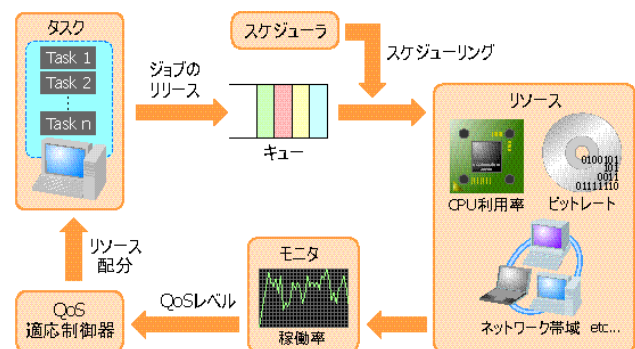 タスク
Task 1
Task 2
Task n
ジョブの
リリース
キュー
スケジューラ
スケジューリング
リソース
CPU利用率
0100101
101
0011
01111110
ビットレート
ネットワーク帯域 etc...
モニタ
稼働率
QoSレベル
QoS
適応制御器
リソース
配分